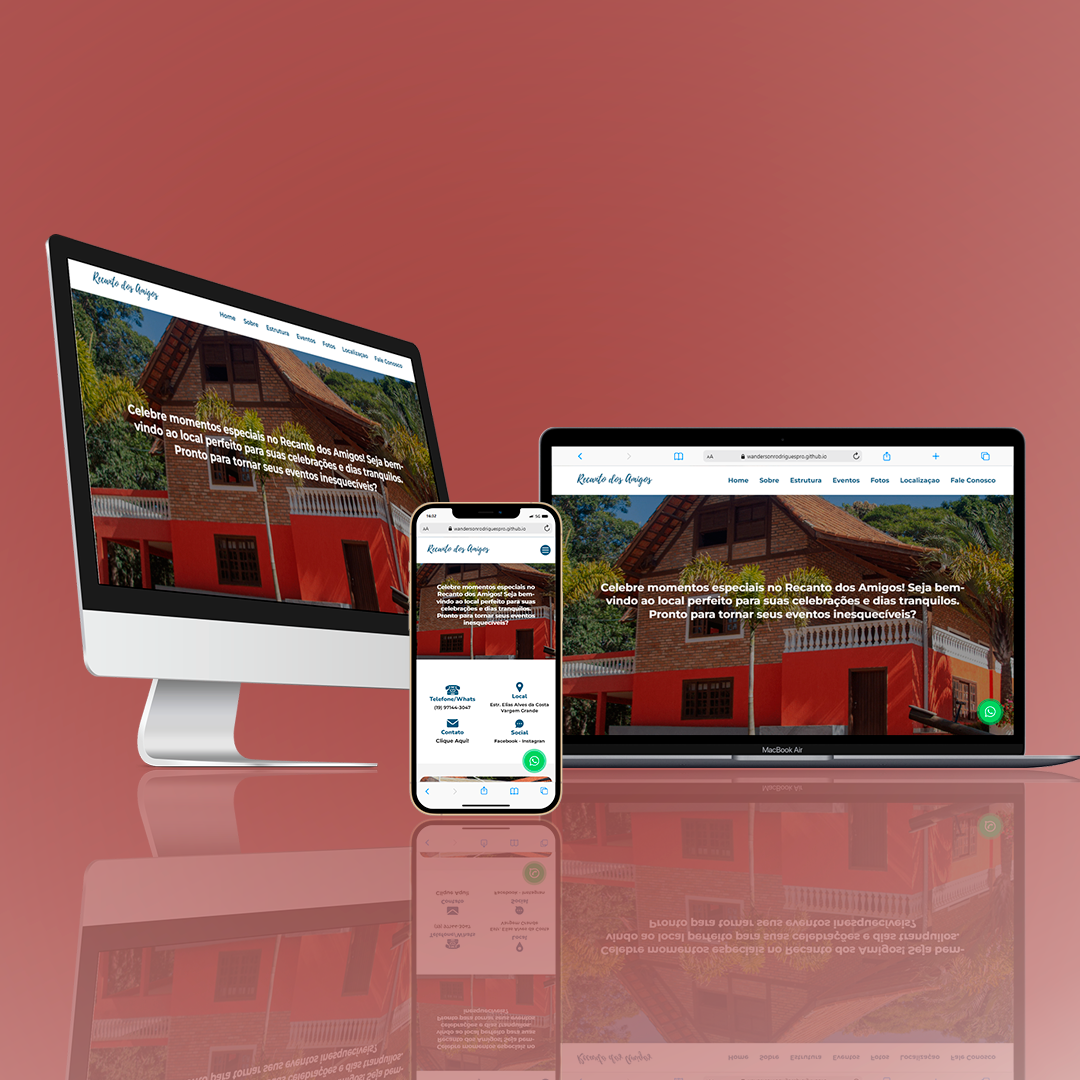 Recanto dos Amigos
Home Sobre Estrutura Eventos Fotos Localizaçao Fale Conosco
Celebre momentos especiais no Recanto dos Amigos! Seja bem-
vindo ao local perfeito para suas celebrações e dias tranquilos.
Pronto para tornar seus eventos inesquecíveis?
16:32 5G
AA wandersonrodriguespro.github.io
Recanto dos Amigos
Celebre momentos especiais no
Recanto dos Amigos! Seja bem-
vindo ao local perfeito para suas
celebrações e dias tranquilos.
Pronto para tornar seus eventos
inesquecíveis?
Telefone/Whats
(19) 97144-3047
Local
Estr. Elias Alves da Costa
Vargem Grande
Contato
Clique Aqui!
Social
Facebook - Instagran
AA wandersonrodriguespro.github.io
Recanto dos Amigos
Home Sobre Estrutura Eventos Fotos Localizaçao Fale Conosco
Celebre momentos especiais no Recanto dos Amigos! Seja bem-
vindo ao local perfeito para suas celebrações e dias tranquilos.
Pronto para tornar seus eventos inesquecíveis?
MacBook Air